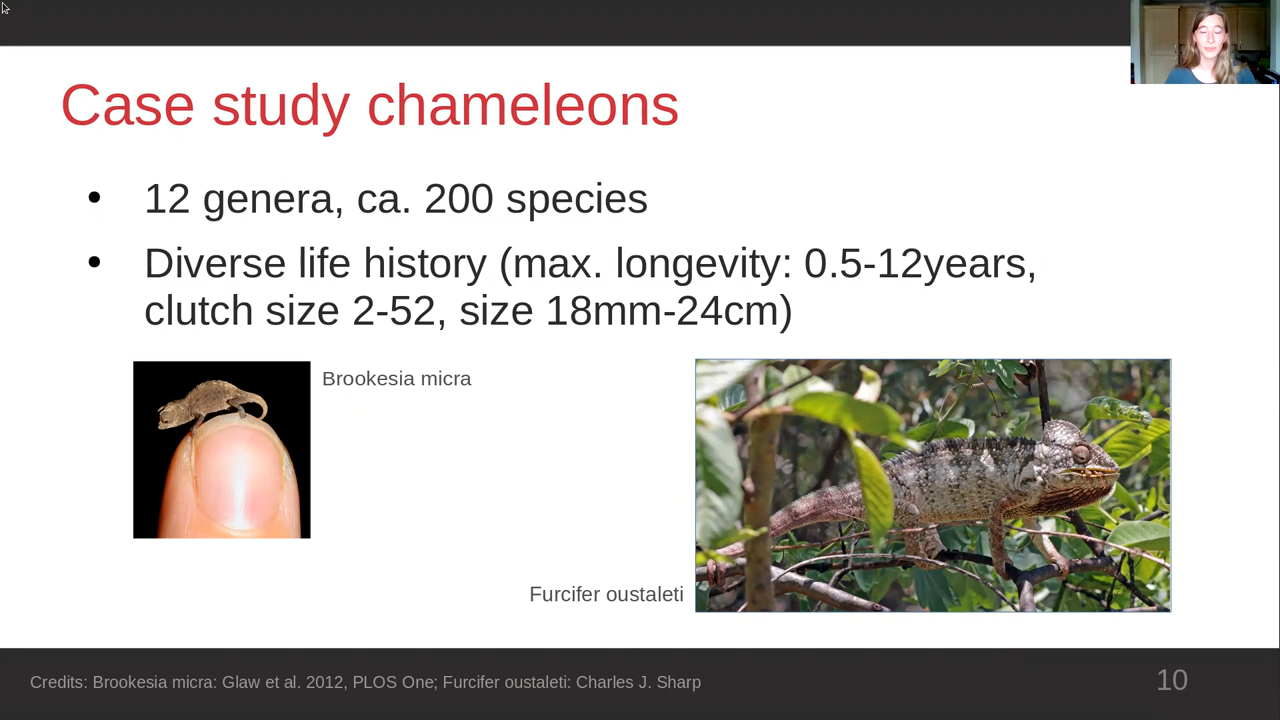 Case study chameleons
• 12 genera, ca. 200 species
• Diverse life history (max. longevity: 0.5-12years,
clutch size 2-52, size 18mm-24cm)
Brookesia micra
Furcifer oustaleti
Credits: Brookesia micra: Glaw et al. 2012, PLOS One; Furcifer oustaleti: Charles J. Sharp
10